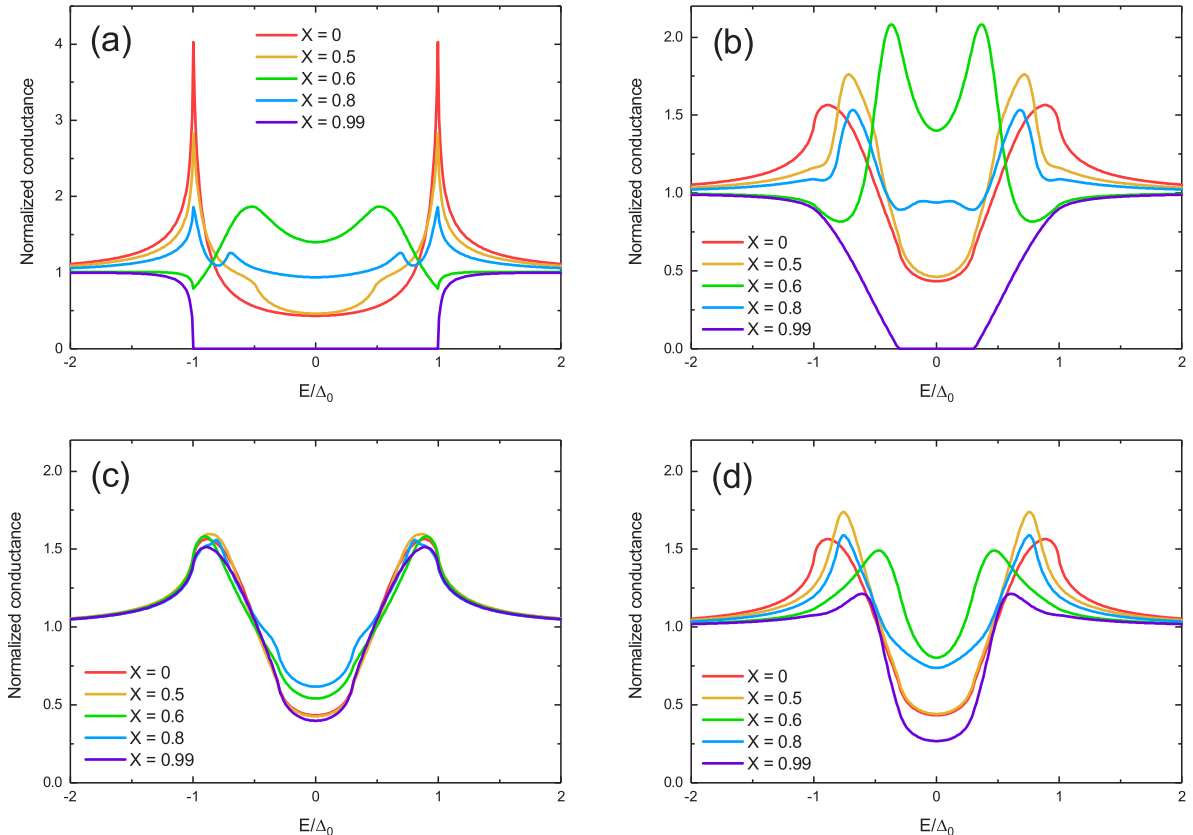 (a)
X = 0
X = 0.5
X = 0.6
X = 0.8
X = 0.99
4
3
2
1
0
-2
-1
0
1
2
Normalized conductance
E/Δ₀
(b)
X = 0
X = 0.5
X = 0.6
X = 0.8
X = 0.99
2.0
1.5
1.0
0.5
0.0
-2
-1
0
1
2
Normalized conductance
E/Δ₀
(c)
X = 0
X = 0.5
X = 0.6
X = 0.8
X = 0.99
2.0
1.5
1.0
0.5
0.0
-2
-1
0
1
2
Normalized conductance
E/Δ₀
(d)
X = 0
X = 0.5
X = 0.6
X = 0.8
X = 0.99
2.0
1.5
1.0
0.5
0.0
-2
-1
0
1
2
Normalized conductance
E/Δ₀